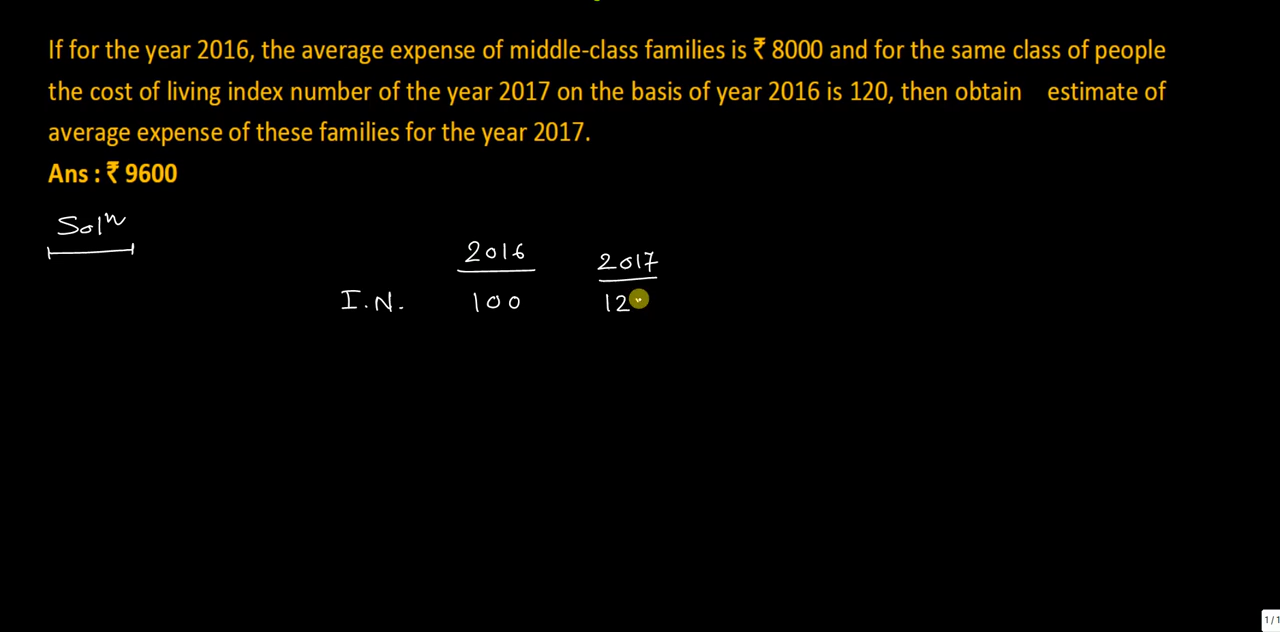 If for the year 2016, the average expense of middle-class families is ₹ 8000 and for the same class of people
the cost of living index number of the year 2017 on the basis of year 2016 is 120, then obtain estimate of
average expense of these families for the year 2017.
Ans : ₹ 9600
Solⁿ
2016 2017
I.N. 100 12
1/1